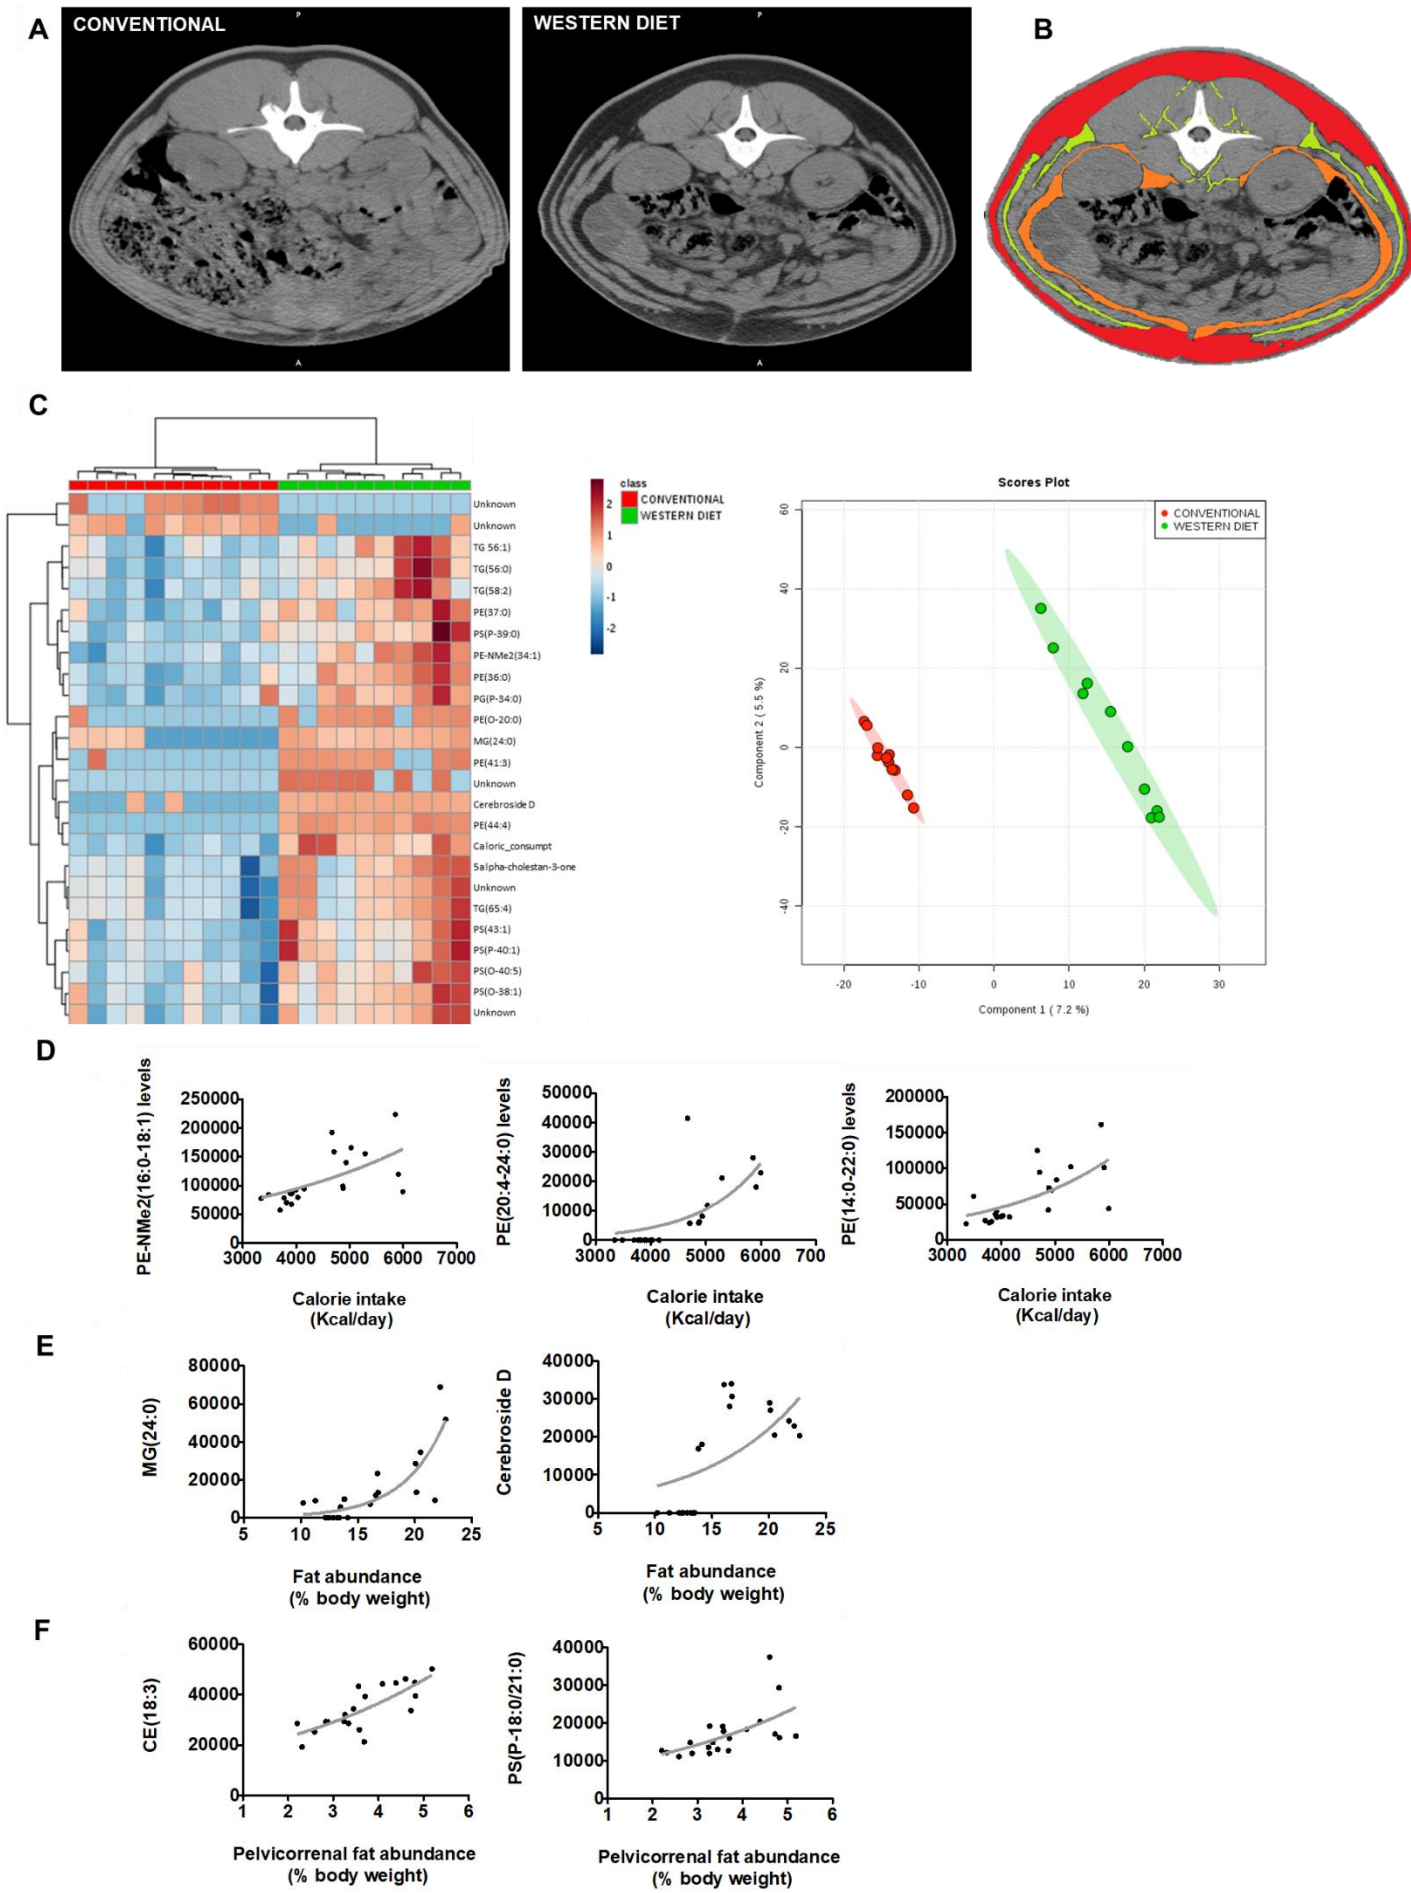 A
CONVENTIONAL
P
A
WESTERN DIET
P
A
B
C
class
CONVENTIONAL
WESTERN DIET
2
1
0
-1
-2
Unknown
Unknown
TG 56:1)
TG(56:0)
TG(58:2)
PE(37:0)
PS(P-39:0)
PE-NMe2(34:1)
PE(36:0)
PG(P-34:0)
PE(O-20:0)
MG(24:0)
PE(41:3)
Unknown
Cerebroside D
PE(44:4)
Caloric_consumpt
5alpha-cholestan-3-one
Unknown
TG(65:4)
PS(43:1)
PS(P-40:1)
PS(O-40:5)
PS(O-38:1)
Unknown
Scores Plot
CONVENTIONAL
WESTERN DIET
Component 2 ( 5.5 %)
60
40
20
0
-20
-40
-20
-10
0
10
20
30
Component 1 ( 7.2 %)
D
PE-NMe2(16:0-18:1) levels
250000
200000
150000
100000
50000
0
3000 4000 5000 6000 7000
Calorie intake
(Kcal/day)
PE(20:4-24:0) levels
50000
40000
30000
20000
10000
0
3000 4000 5000 6000 7000
Calorie intake
(Kcal/day)
PE(14:0-22:0) levels
200000
150000
100000
50000
0
3000 4000 5000 6000 7000
Calorie intake
(Kcal/day)
E
MG(24:0)
80000
60000
40000
20000
0
5 10 15 20 25
Fat abundance
(% body weight)
Cerebroside D
40000
30000
20000
10000
0
5 10 15 20 25
Fat abundance
(% body weight)
F
CE(18:3)
60000
40000
20000
0
1 2 3 4 5 6
Pelvicorrenal fat abundance
(% body weight)
PS(P-18:0/21:0)
40000
30000
20000
10000
0
1 2 3 4 5 6
Pelvicorrenal fat abundance
(% body weight)